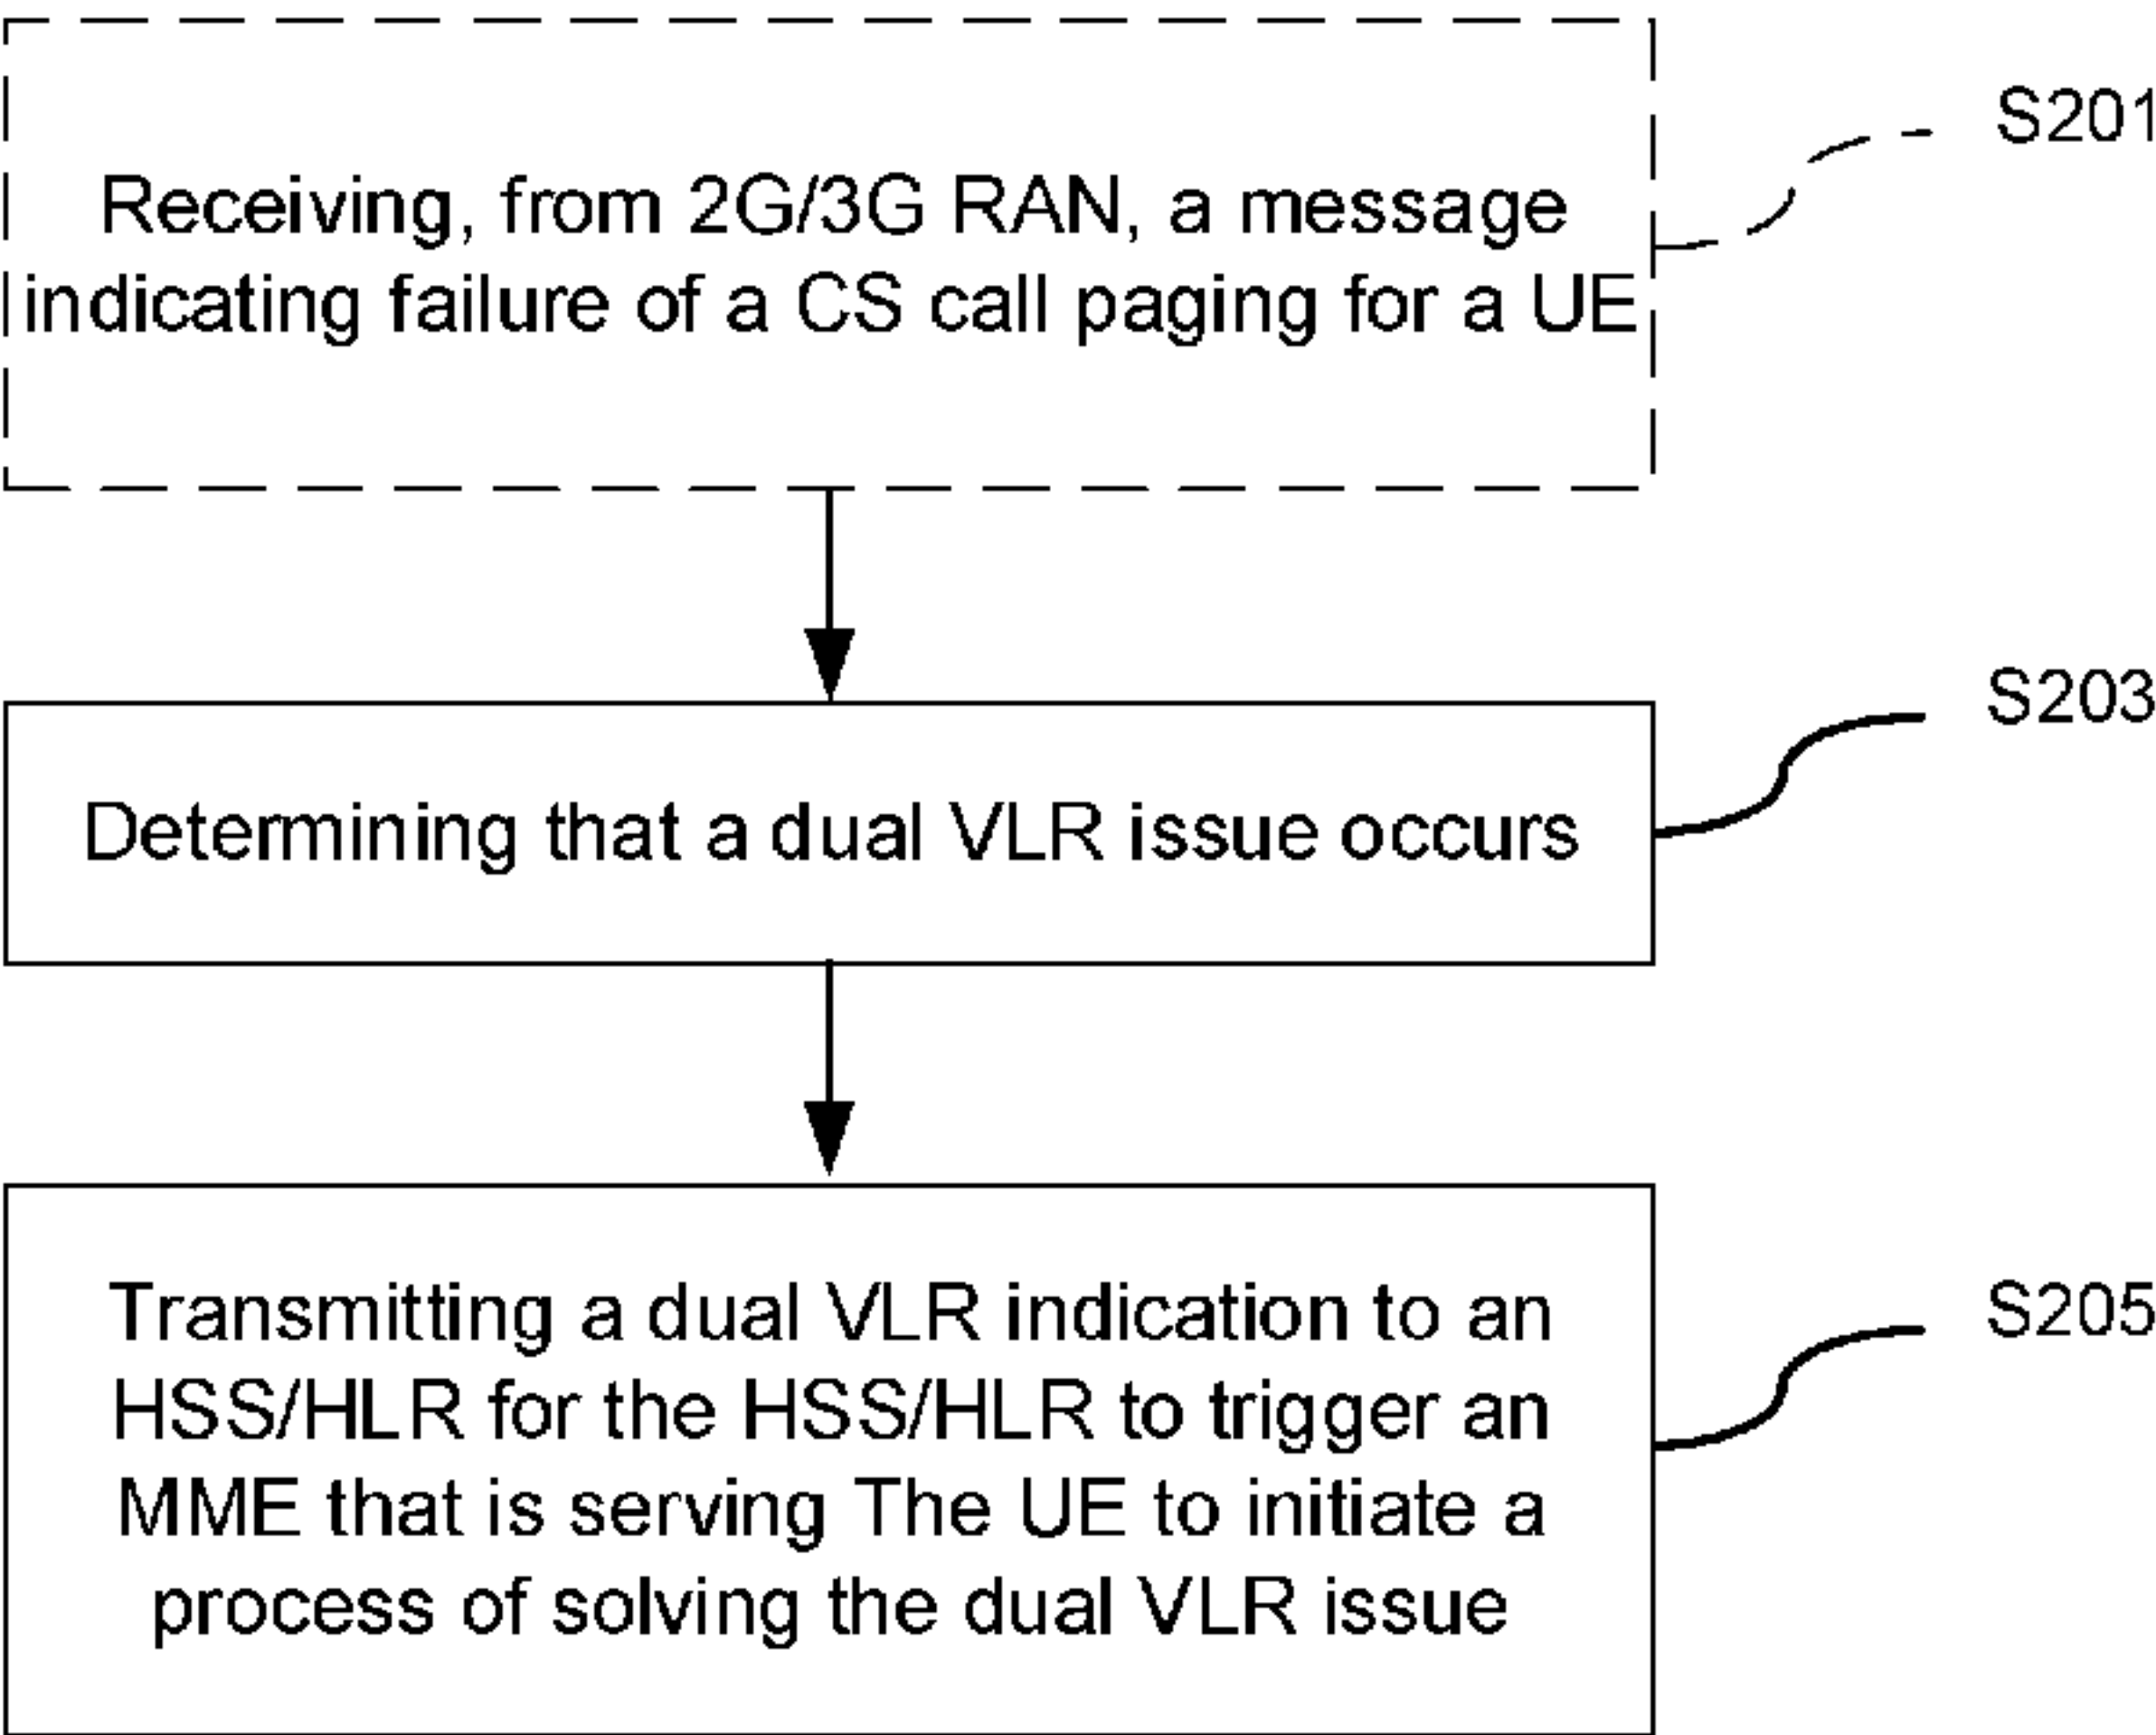 S201
Receiving, from 2G/3G RAN, a message
indicating failure of a CS call paging for a UE
S203
Determining that a dual VLR issue occurs
S205
Transmitting a dual VLR indication to an
HSS/HLR for the HSS/HLR to trigger an
MME that is serving The UE to initiate a
process of solving the dual VLR issue